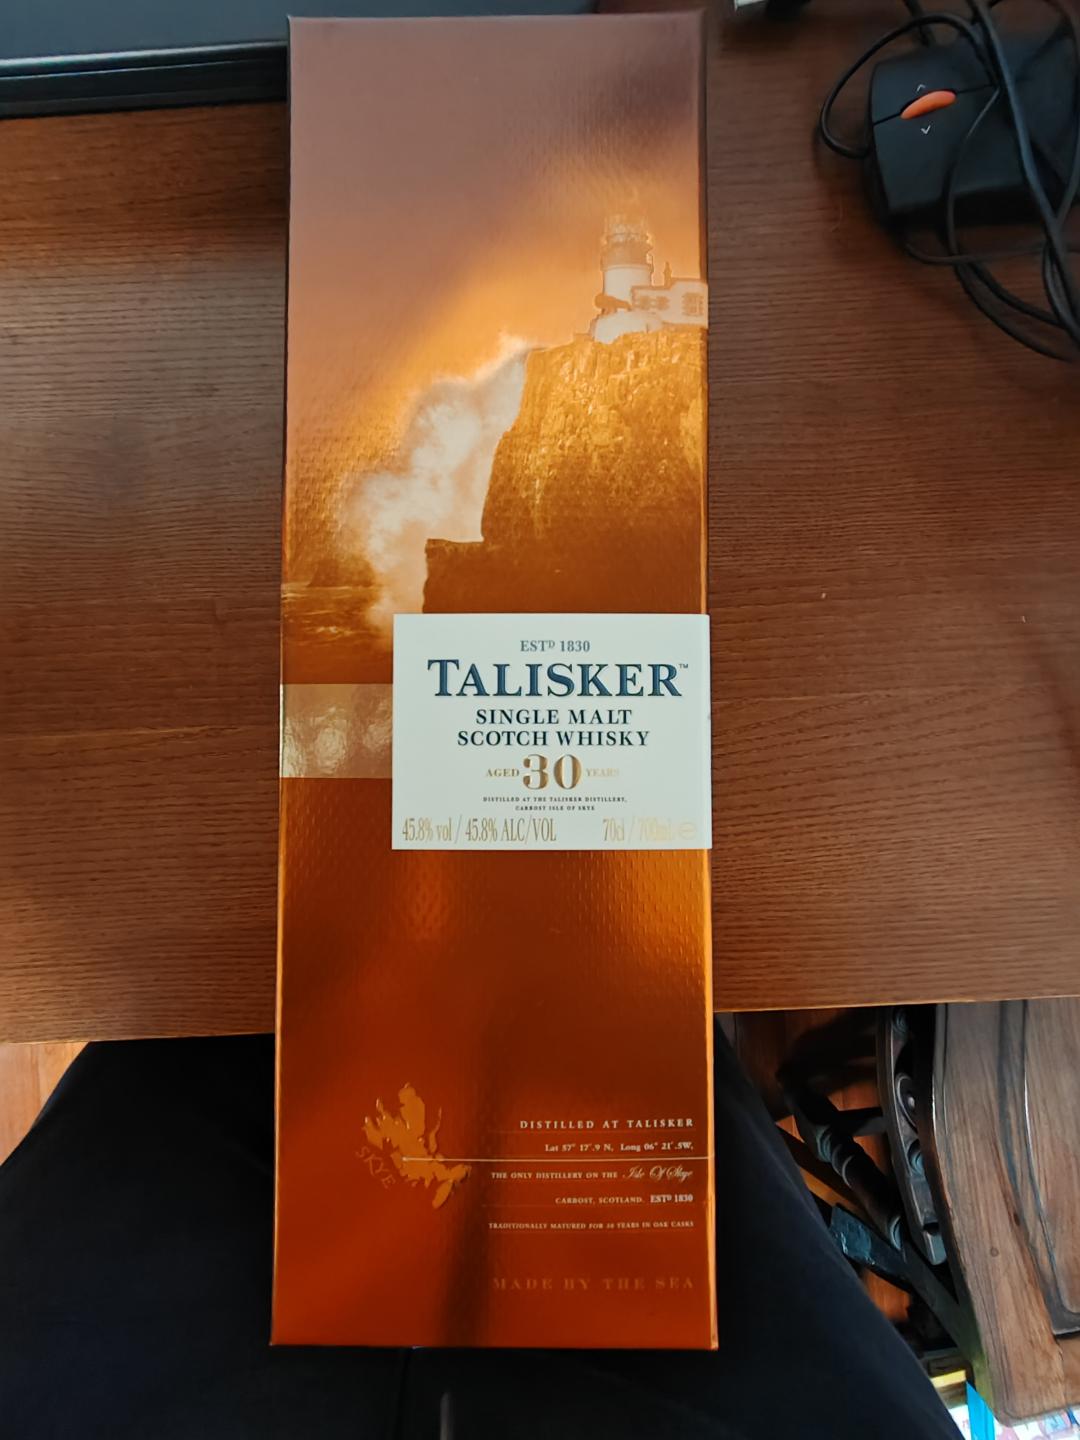 ESTᴰ 1830
TALISKER™
SINGLE MALT
SCOTCH WHISKY
AGED 30 YEARS
DISTILLED AT THE TALISKER DISTILLERY,
CARBOST ISLE OF SKYE
45.8% vol / 45.8% ALC/VOL 70cl / 700ml ℮
SKYE
DISTILLED AT TALISKER
Lat 57° 17'.9 N, Long 06° 21'.5W,
THE ONLY DISTILLERY ON THE Isle Of Skye
CARBOST, SCOTLAND. ESTᴰ 1830
TRADITIONALLY MATURED FOR 30 YEARS IN OAK CASKS
MADE BY THE SEA